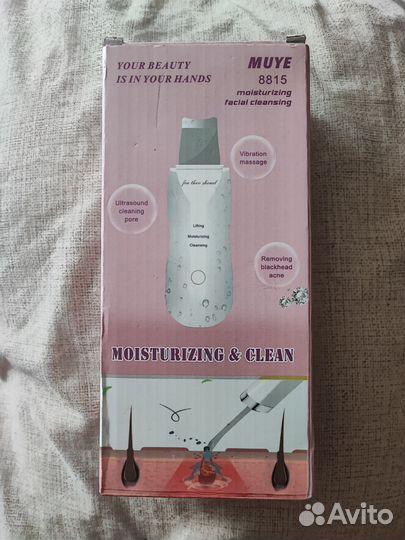 YOUR BEAUTY
IS IN YOUR HANDS
MUYE
8815
moisturizing
facial cleansing
Vibration
massage
Ultrasound
cleaning
pore
Lifting
Moisturizing
Cleansing
Removing
blackhead
acne
MOISTURIZING & CLEAN
Avito